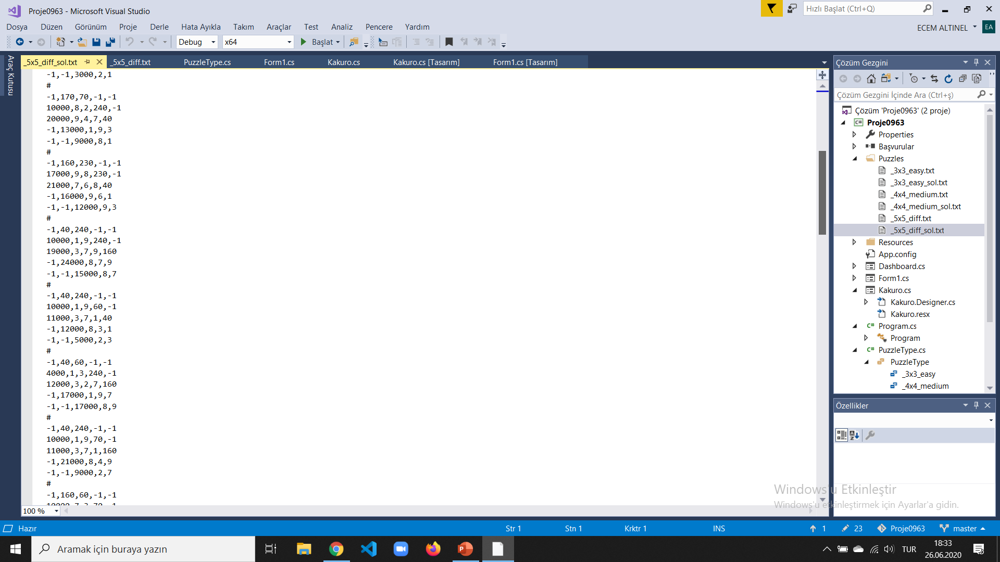 Proje0963 - Microsoft Visual Studio
Hızlı Başlat (Ctrl+Q)
Dosya Düzen Görünüm Proje Derle Hata Ayıkla Takım Araçlar Test Analiz Pencere Yardım
ECEM ALTINEL EA
Debug x64 Başlat
Araç Kutusu
_5x5_diff_sol.txt _5x5_diff.txt PuzzleType.cs Form1.cs Kakuro.cs Kakuro.cs [Tasarım] Form1.cs [Tasarım]
-1,-1,3000,2,1
#
-1,170,70,-1,-1
10000,8,2,240,-1
20000,9,4,7,40
-1,13000,1,9,3
-1,-1,9000,8,1
#
-1,160,230,-1,-1
17000,9,8,230,-1
21000,7,6,8,40
-1,16000,9,6,1
-1,-1,12000,9,3
#
-1,40,240,-1,-1
10000,1,9,240,-1
19000,3,7,9,160
-1,24000,8,7,9
-1,-1,15000,8,7
#
-1,40,240,-1,-1
10000,1,9,60,-1
11000,3,7,1,40
-1,12000,8,3,1
-1,-1,5000,2,3
#
-1,40,60,-1,-1
4000,1,3,240,-1
12000,3,2,7,160
-1,17000,1,9,7
-1,-1,17000,8,9
#
-1,40,240,-1,-1
10000,1,9,70,-1
11000,3,7,1,160
-1,21000,8,4,9
-1,-1,9000,2,7
#
-1,160,60,-1,-1
10000,7,3,70,-1
100 %
Çözüm Gezgini
Çözüm Gezgini İçinde Ara (Ctrl+ş)
Çözüm 'Proje0963' (2 proje)
C# Proje0963
Properties
Başvurular
Puzzles
_3x3_easy.txt
_3x3_easy_sol.txt
_4x4_medium.txt
_4x4_medium_sol.txt
_5x5_diff.txt
_5x5_diff_sol.txt
Resources
App.config
Dashboard.cs
Form1.cs
Kakuro.cs
Kakuro.Designer.cs
Kakuro.resx
C# Program.cs
Program
C# PuzzleType.cs
PuzzleType
_3x3_easy
_4x4_medium
Özellikler
Windows'u Etkinleştir
Windows'u etkinleştirmek için Ayarlar'a gidin.
Hazır Str 1 Stn 1 Krktr 1 INS 1 23 Proje0963 master
Aramak için buraya yazın
TUR
18:33
26.06.2020